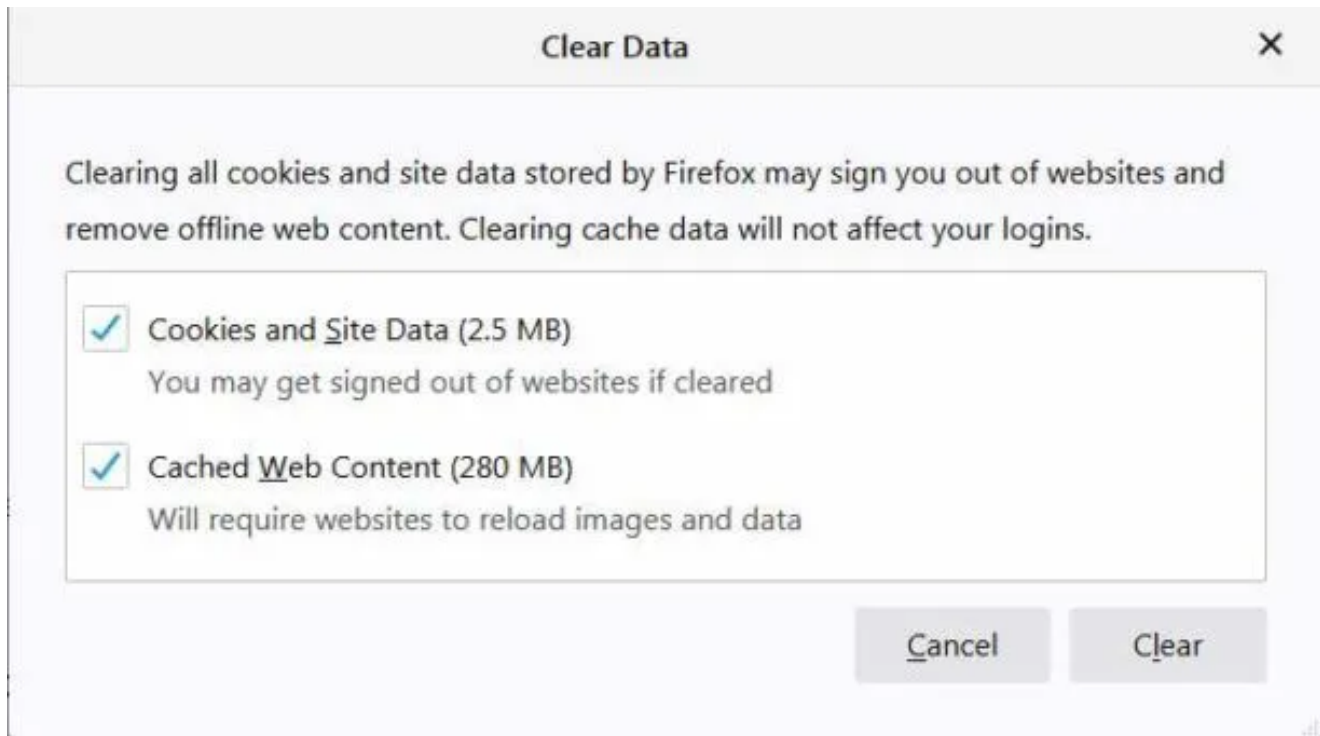 Clear Data
Clearing all cookies and site data stored by Firefox may sign you out of websites and
remove offline web content. Clearing cache data will not affect your logins.
Cookies and Site Data (2.5 MB)
You may get signed out of websites if cleared
Cached Web Content (280 MB)
Will require websites to reload images and data
Cancel Clear